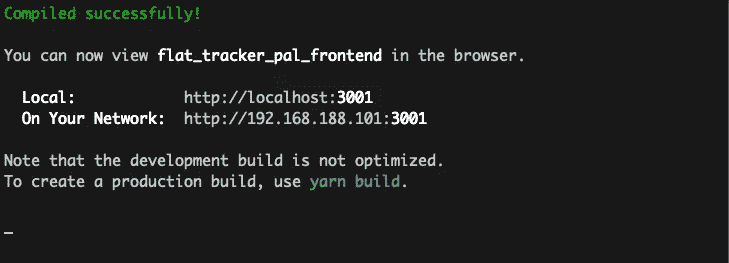 Compiled successfully!
You can now view flat_tracker_pal_frontend in the browser.
Local: http://localhost:3001
On Your Network: http://192.168.188.101:3001
Note that the development build is not optimized.
To create a production build, use yarn build.